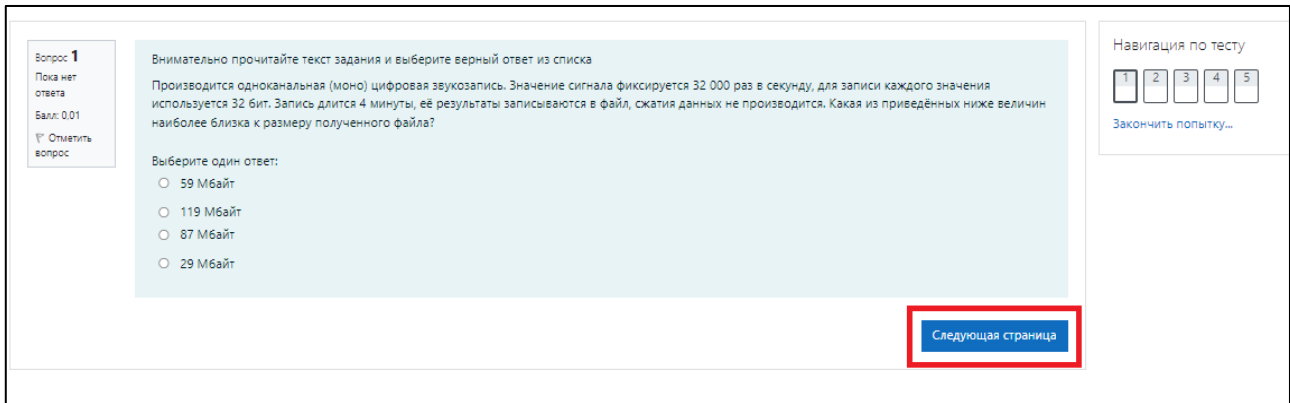 Вопрос 1
Пока нет
ответа
Балл: 0,01
Отметить
вопрос
Внимательно прочитайте текст задания и выберите верный ответ из списка
Производится одноканальная (моно) цифровая звукозапись. Значение сигнала фиксируется 32 000 раз в секунду, для записи каждого значения
используется 32 бит. Запись длится 4 минуты, её результаты записываются в файл, сжатия данных не производится. Какая из приведённых ниже величин
наиболее близка к размеру полученного файла?
Выберите один ответ:
59 Мбайт
119 Мбайт
87 Мбайт
29 Мбайт
Следующая страница
Навигация по тесту
1 2 3 4 5
Закончить попытку...